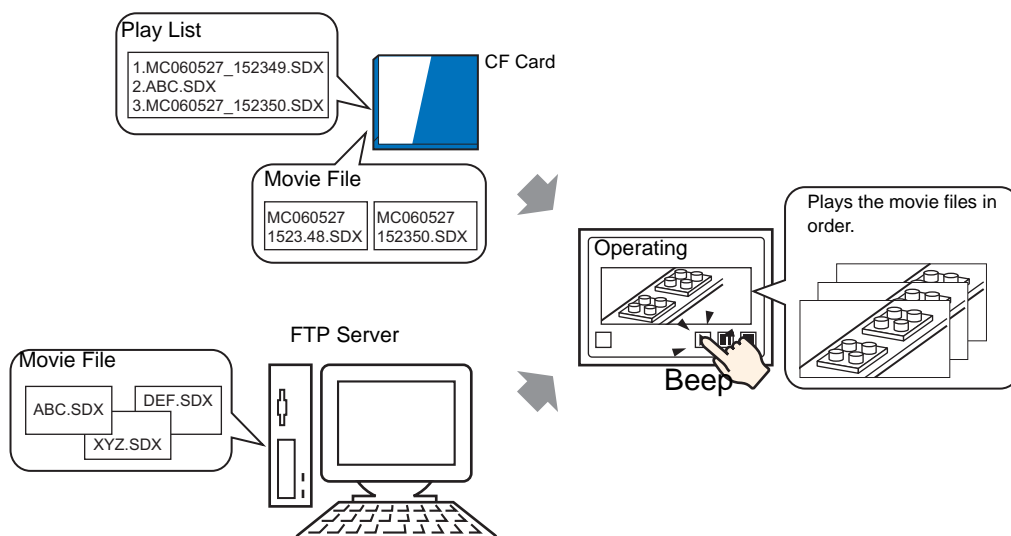 Play List
1.MC060527_152349.SDX
2.ABC.SDX
3.MC060527_152350.SDX
CF Card
Movie File
MC060527
1523.48.SDX
MC060527
152350.SDX
Plays the movie files in
order.
Operating
Beep
FTP Server
Movie File
ABC.SDX
DEF.SDX
XYZ.SDX